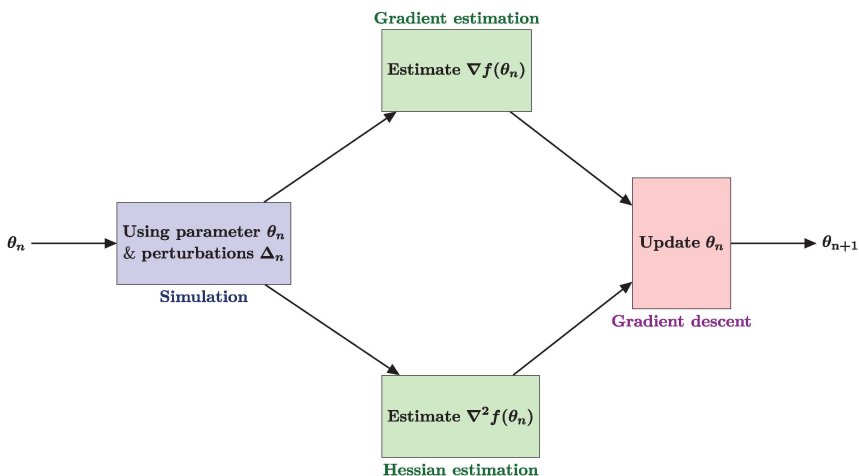 Gradient estimation
Estimate ∇f(θₙ)
θₙ
Using parameter θₙ
& perturbations Δₙ
Simulation
Update θₙ
θₙ₊₁
Gradient descent
Estimate ∇²f(θₙ)
Hessian estimation